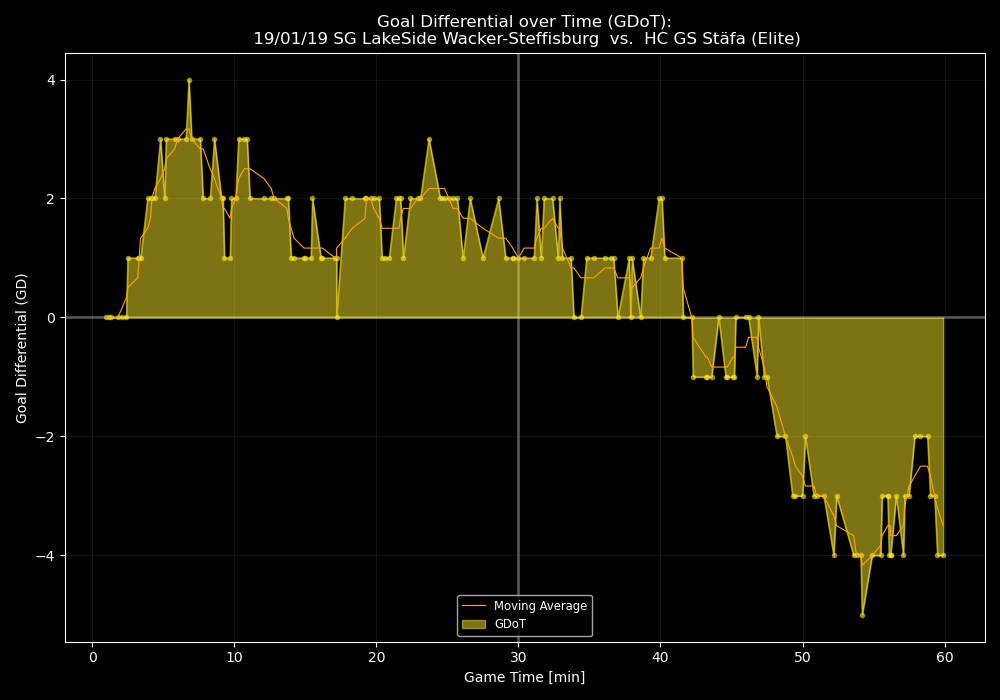 Goal Differential over Time (GDoT):
19/01/19 SG LakeSide Wacker-Steffisburg  vs.  HC GS Stäfa (Elite)
Goal Differential (GD)
4
2
0
−2
−4
Moving Average
GDoT
0 10 20 30 40 50 60
Game Time [min]